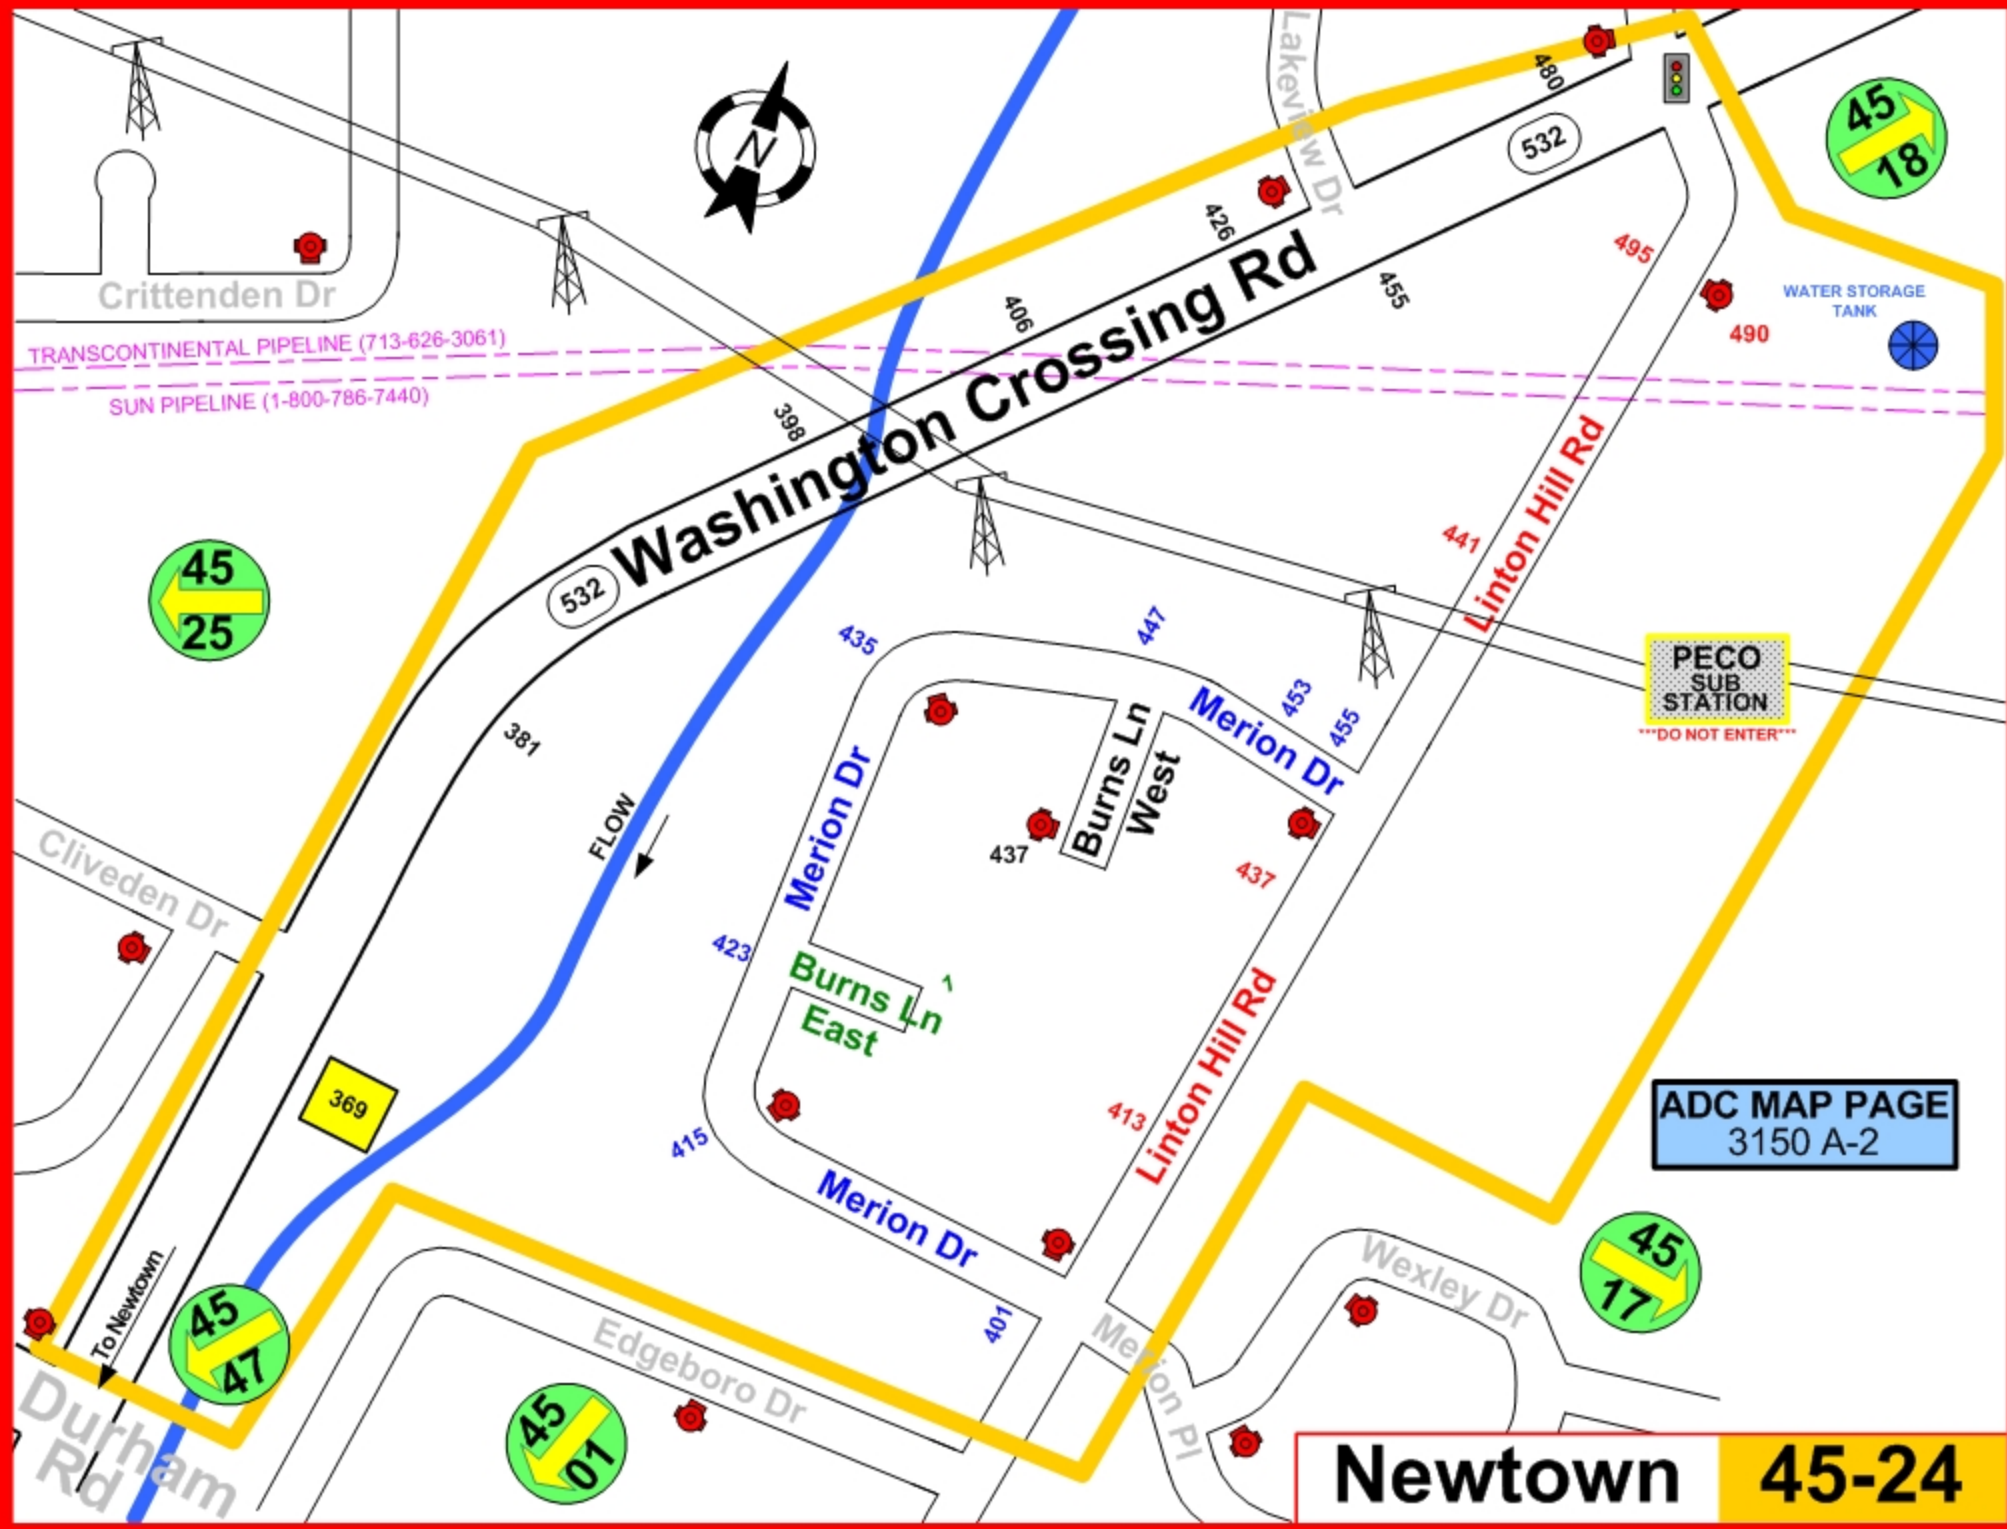 Lakeview Dr
480
532
45
18
N
426
495
Crittenden Dr
WATER STORAGE
TANK
406
455
490
TRANSCONTINENTAL PIPELINE (713-626-3061)
SUN PIPELINE (1-800-786-7440)
398
Washington Crossing Rd
532
441
Linton Hill Rd
45
25
435
447
453
455
Merion Dr
PECO
SUB
STATION
***DO NOT ENTER***
381
Burns Ln
West
Merion Dr
FLOW
437
437
Cliveden Dr
423
Burns Ln
East
1
Linton Hill Rd
369
413
415
ADC MAP PAGE
3150 A-2
Merion Dr
To Newtown
45
47
401
Edgeboro Dr
Merion Pl
Wexley Dr
45
17
45
01
Durham
Rd
Newtown
45-24